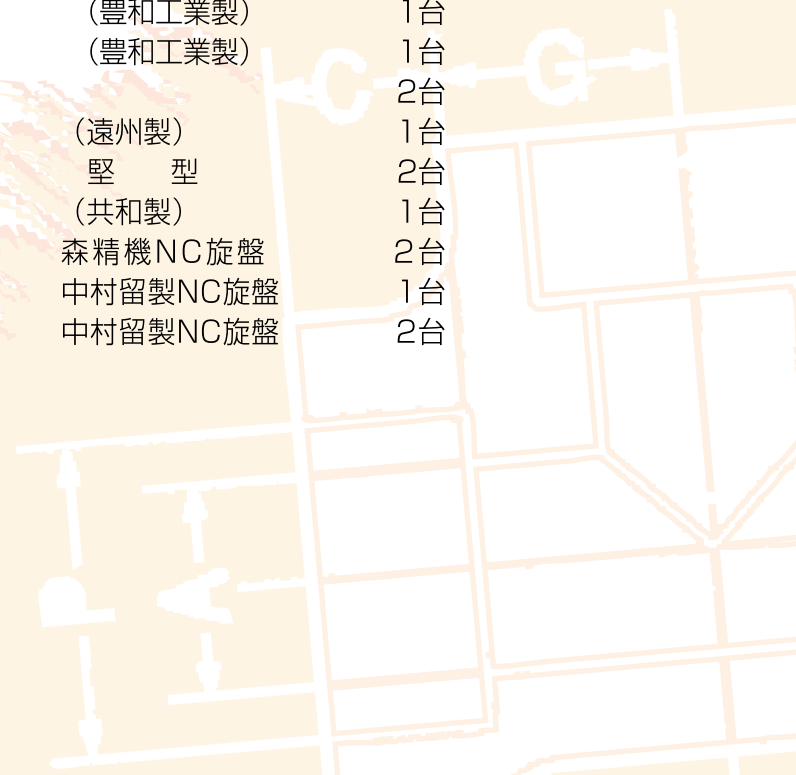 （豊和工業製） 1台
（豊和工業製） 1台
2台
（遠州製） 1台
堅　型 2台
（共和製） 1台
森精機NC旋盤 2台
中村留製NC旋盤 1台
中村留製NC旋盤 2台
C G
P A